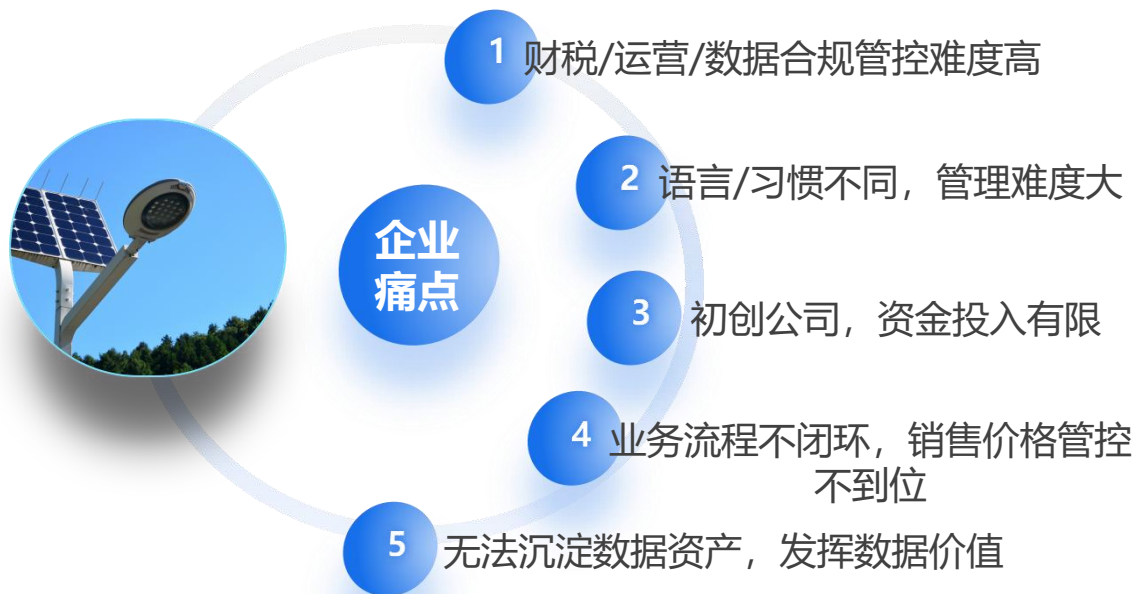 1 财税/运营/数据合规管控难度高
2 语言/习惯不同，管理难度大
企业
痛点
3 初创公司，资金投入有限
4 业务流程不闭环，销售价格管控
不到位
5 无法沉淀数据资产，发挥数据价值